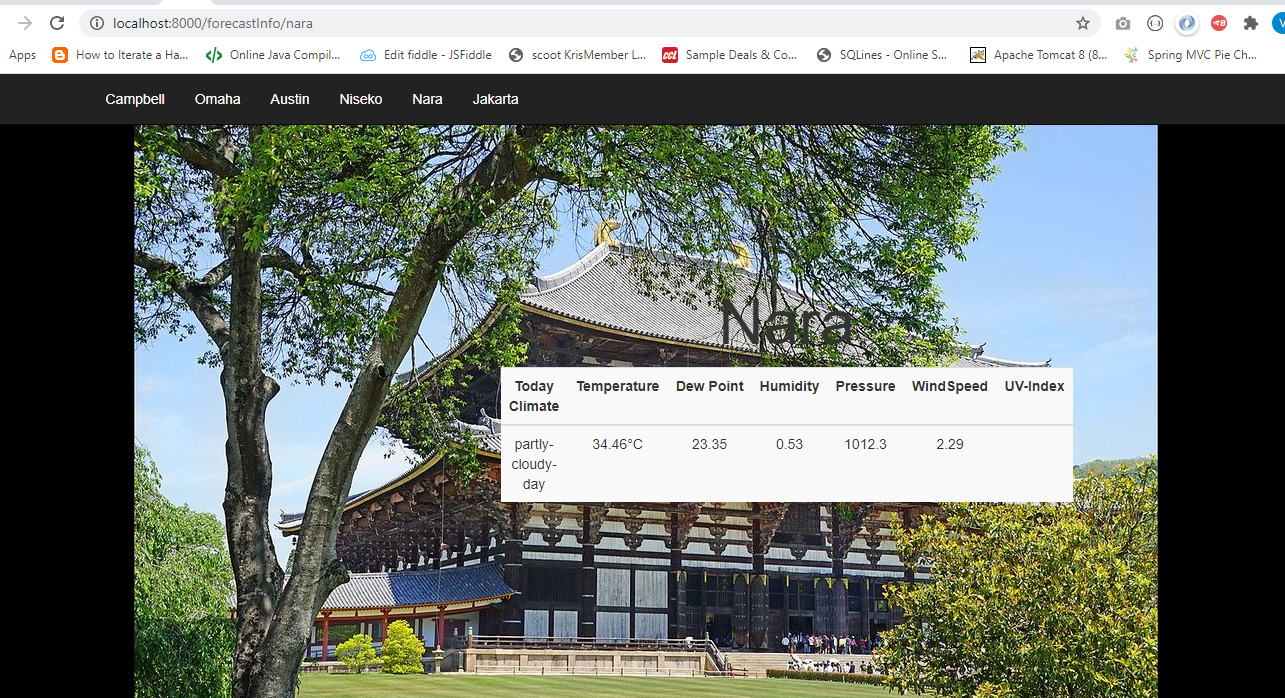 localhost:8000/forecastInfo/nara
Apps How to Iterate a Ha... Online Java Compil... Edit fiddle - JSFiddle scoot KrisMember L... Sample Deals & Co... SQLines - Online S... Apache Tomcat 8 (8... Spring MVC Pie Ch...
Campbell Omaha Austin Niseko Nara Jakarta
Nara
Today Climate Temperature Dew Point Humidity Pressure WindSpeed UV-Index
partly-cloudy-day 34.46°C 23.35 0.53 1012.3 2.29